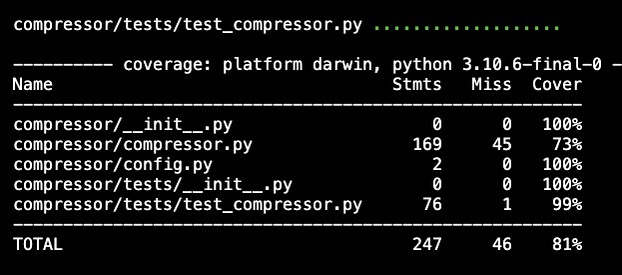 compressor/tests/test_compressor.py ...................
---------- coverage: platform darwin, python 3.10.6-final-0 -
Name Stmts Miss Cover
---------------------------------------------------------
compressor/__init__.py 0 0 100%
compressor/compressor.py 169 45 73%
compressor/config.py 2 0 100%
compressor/tests/__init__.py 0 0 100%
compressor/tests/test_compressor.py 76 1 99%
---------------------------------------------------------
TOTAL 247 46 81%